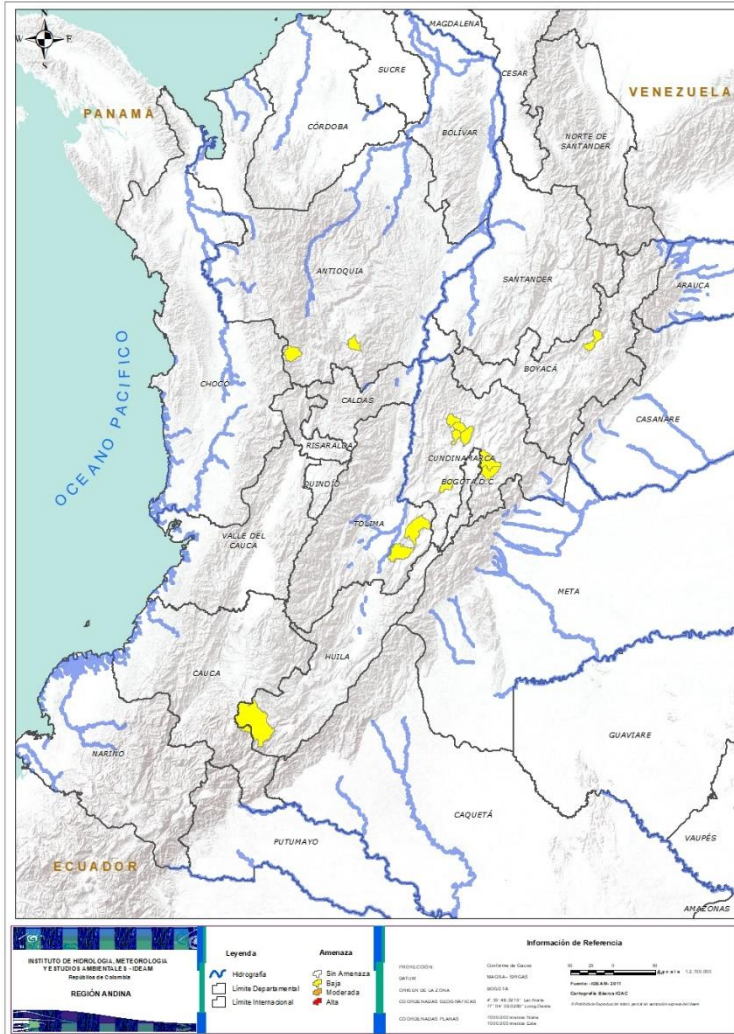 MAGDALENA
N
W
E
S
SUCRE
CESAR
PANAMÁ
VENEZUELA
CÓRDOBA
BOLÍVAR
NORTE DE
SANTANDER
ANTIOQUIA
SANTANDER
ARAUCA
OCEANO PACIFICO
CHOCÓ
BOYACÁ
CALDAS
CASANARE
RISARALDA
CUNDINAMARCA
QUINDÍO
BOGOTÁ D.C
TOLIMA
VALLE DEL
CAUCA
META
HUILA
CAUCA
GUAVIARE
NARIÑO
CAQUETÁ
PUTUMAYO
VAUPÉS
ECUADOR
AMAZONAS
INSTITUTO DE HIDROLOGIA, METEOROLOGIA
Y ESTUDIOS AMBIENTALES - IDEAM
República de Colombia
REGIÓN ANDINA
Leyenda
Hidrografía
Límite Departamental
Límite Internacional
Amenaza
Sin Amenaza
Baja
Moderada
Alta
Información de Referencia
PROYECCIÓN
DATUM
ORIGEN DE LA ZONA
BOGOTÁ
COORDENADAS GEOGRÁFICAS
COORDENADAS PLANAS
Fuente: IDEAM- 2011
Cartografía Básica IGAC